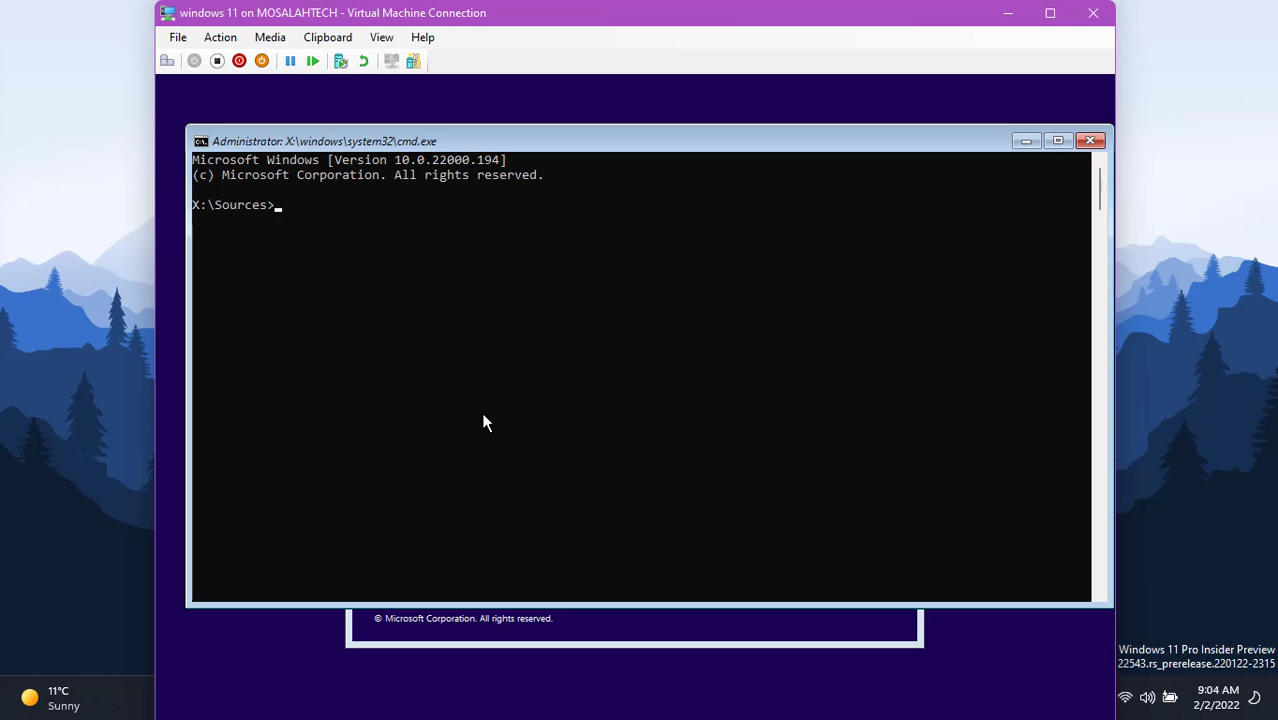 windows 11 on MOSALAHTECH - Virtual Machine Connection
File Action Media Clipboard View Help
Administrator: X:\windows\system32\cmd.exe
Microsoft Windows [Version 10.0.22000.194]
(c) Microsoft Corporation. All rights reserved.
X:\Sources>
© Microsoft Corporation. All rights reserved.
Windows 11 Pro Insider Preview
22543.rs_prerelease.220122-2315
11°C
Sunny
9:04 AM
2/2/2022